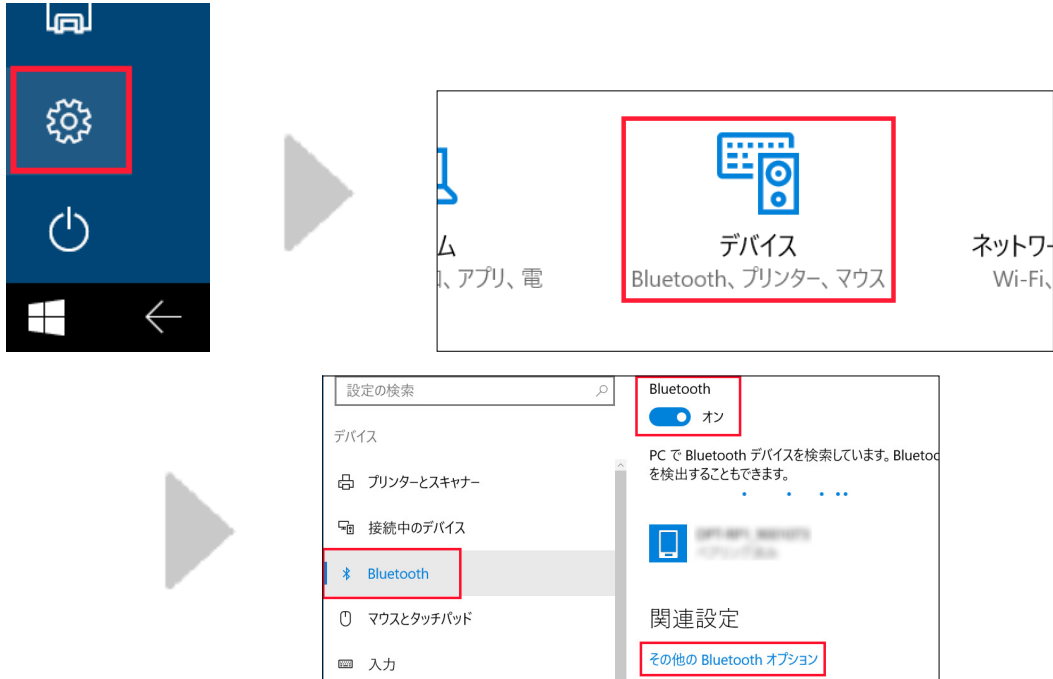 デバイス
Bluetooth、プリンター、マウス
ム
、アプリ、電
ネットワー
Wi-Fi、
設定の検索
デバイス
プリンターとスキャナー
接続中のデバイス
Bluetooth
マウスとタッチパッド
入力
Bluetooth
オン
PC で Bluetooth デバイスを検索しています。Bluetoo
を検出することもできます。
関連設定
その他の Bluetooth オプション